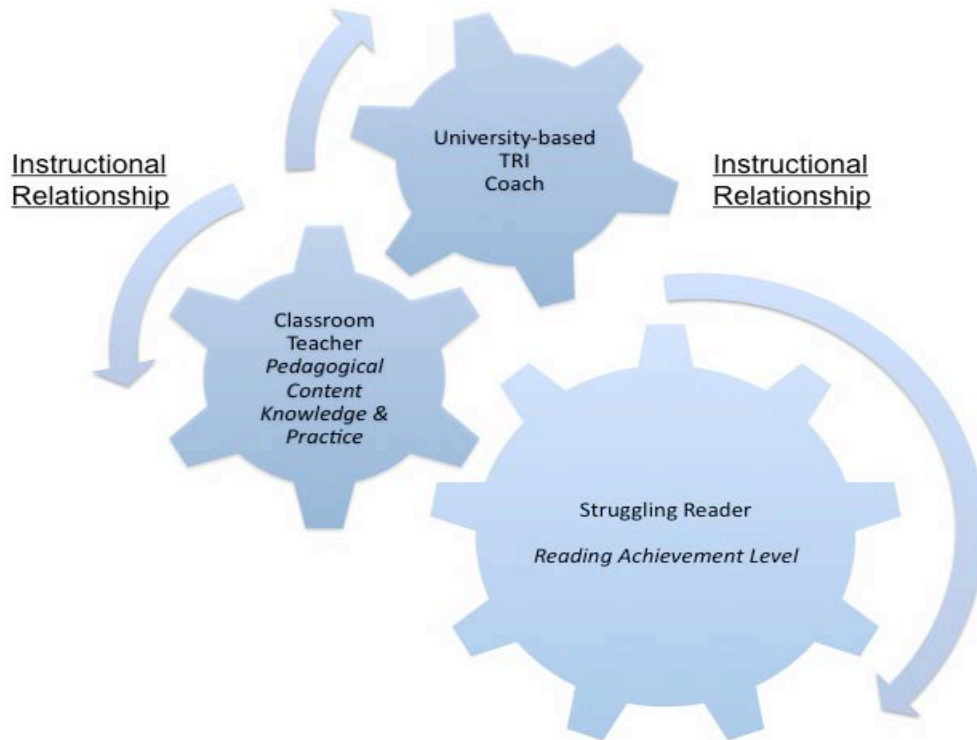 University-based
TRI
Coach
Instructional
Relationship
Instructional
Relationship
Classroom
Teacher
Pedagogical
Content
Knowledge &
Practice
Struggling Reader
Reading Achievement Level